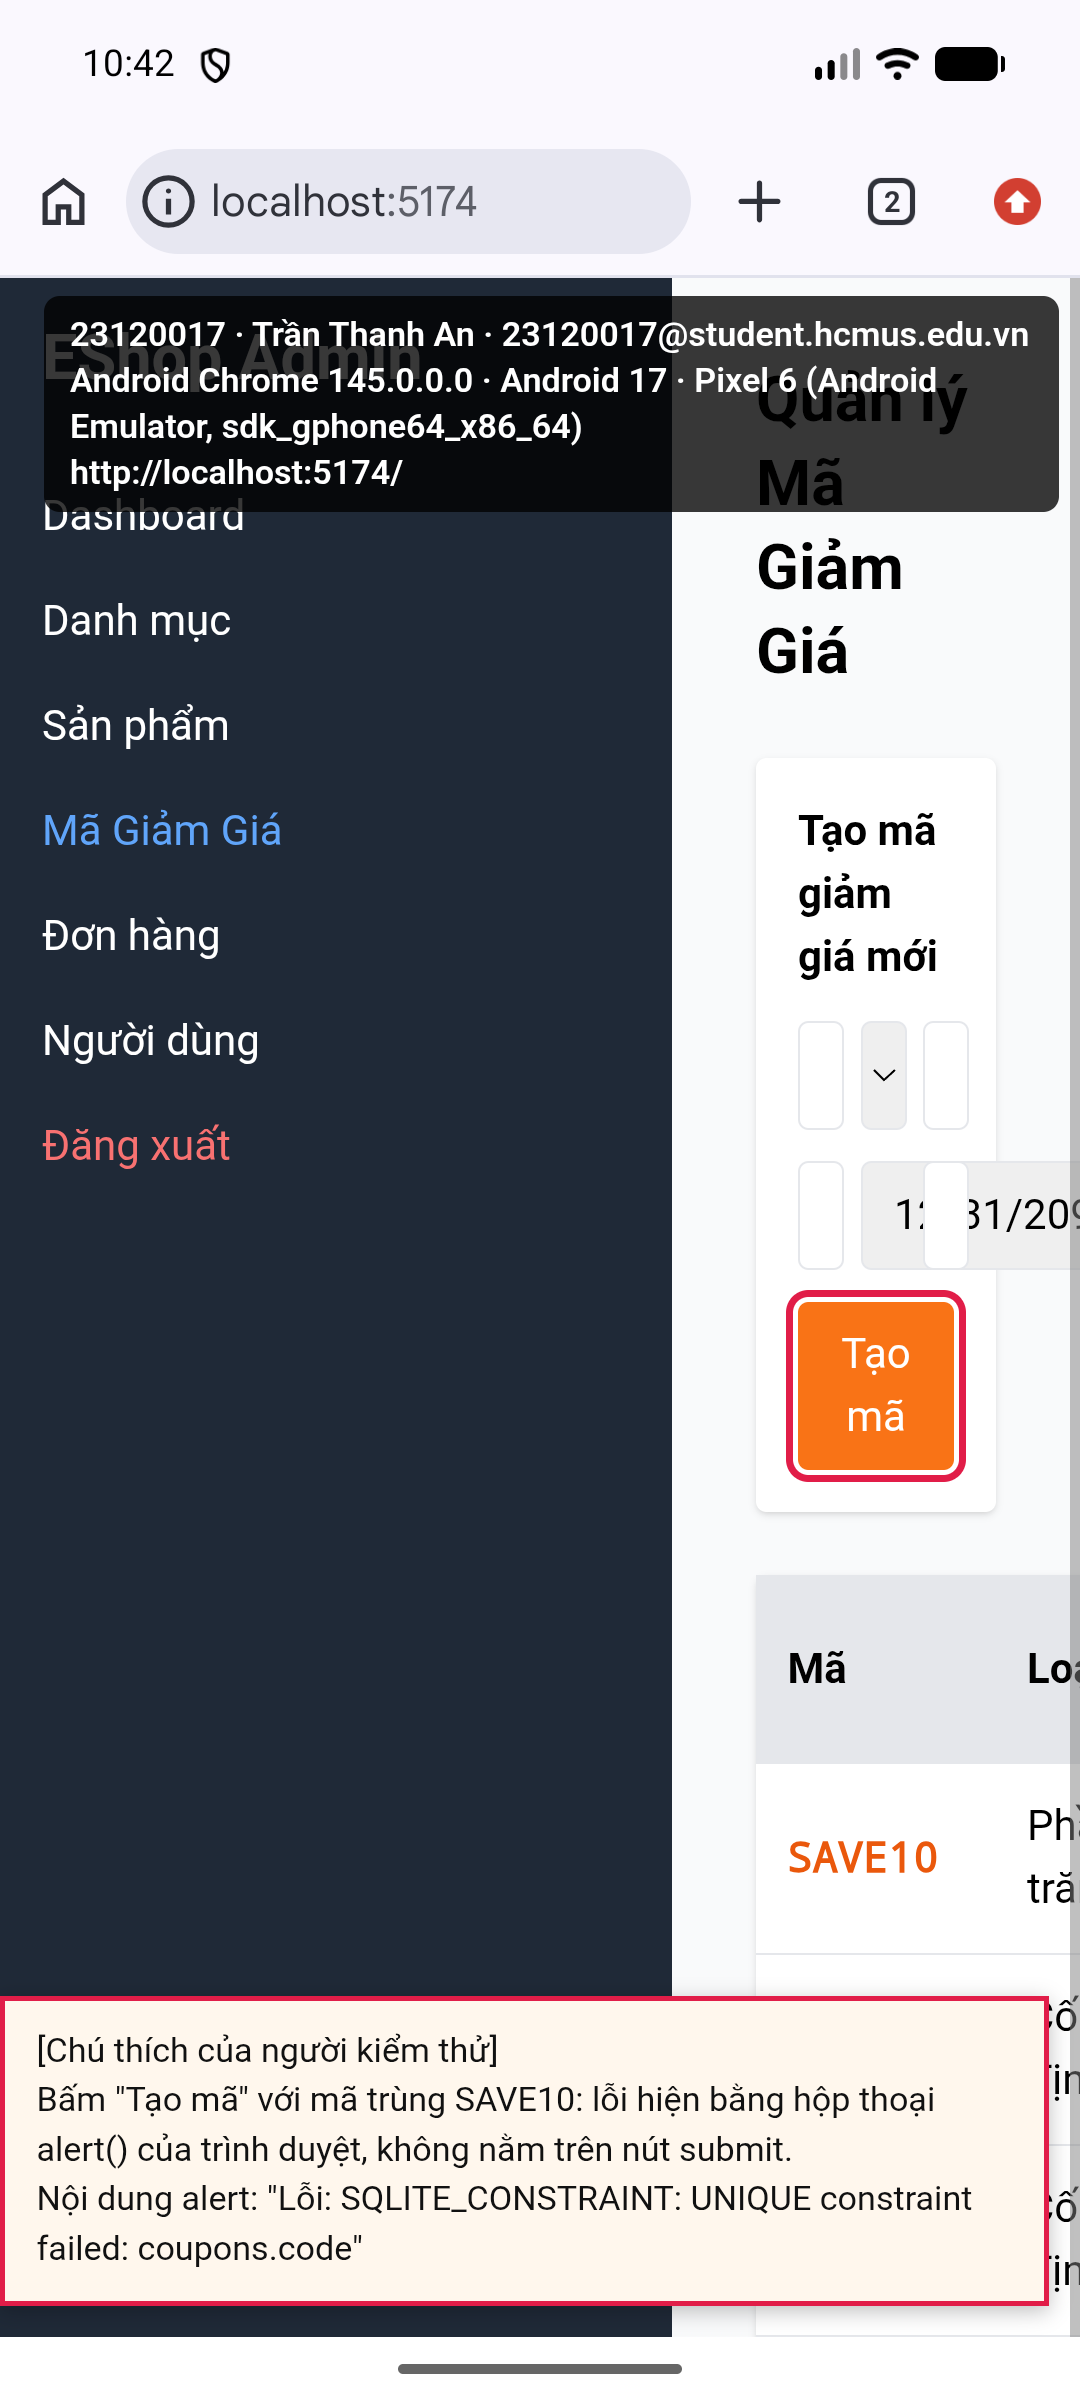 10:42
localhost:5174
2
23120017 · Trần Thanh An · 23120017@student.hcmus.edu.vn
Android Chrome 145.0.0.0 · Android 17 · Pixel 6 (Android
Emulator, sdk_gphone64_x86_64)
http://localhost:5174/
EShop Admin
Dashboard
Danh mục
Sản phẩm
Mã Giảm Giá
Đơn hàng
Người dùng
Đăng xuất
Quản lý
Mã
Giảm
Giá
Tạo mã
giảm
giá mới
Tạo
mã
Mã
SAVE10
[Chú thích của người kiểm thử]
Bấm "Tạo mã" với mã trùng SAVE10: lỗi hiện bằng hộp thoại
alert() của trình duyệt, không nằm trên nút submit.
Nội dung alert: "Lỗi: SQLITE_CONSTRAINT: UNIQUE constraint
failed: coupons.code"